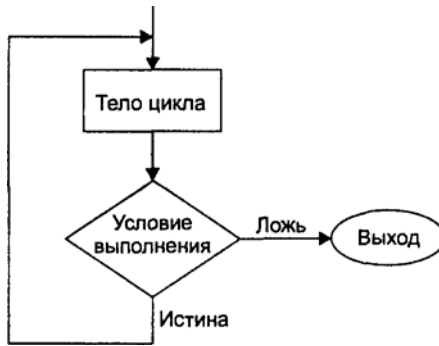 Тело цикла
Условие
выполнения
Ложь
Выход
Истина